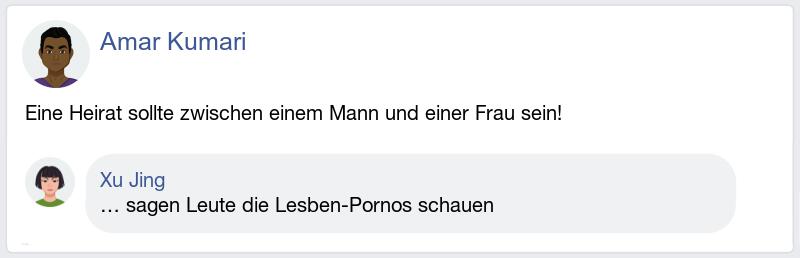 Amar Kumari
Eine Heirat sollte zwischen einem Mann und einer Frau sein!
Xu Jing
… sagen Leute die Lesben-Pornos schauen